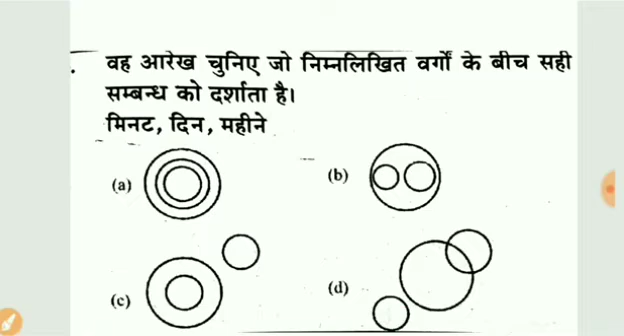 वह आरेख चुनिए जो निम्नलिखित वर्गों के बीच सही
सम्बन्ध को दर्शाता है।
मिनट, दिन, महीने
(a)
(b)
(c)
(d)